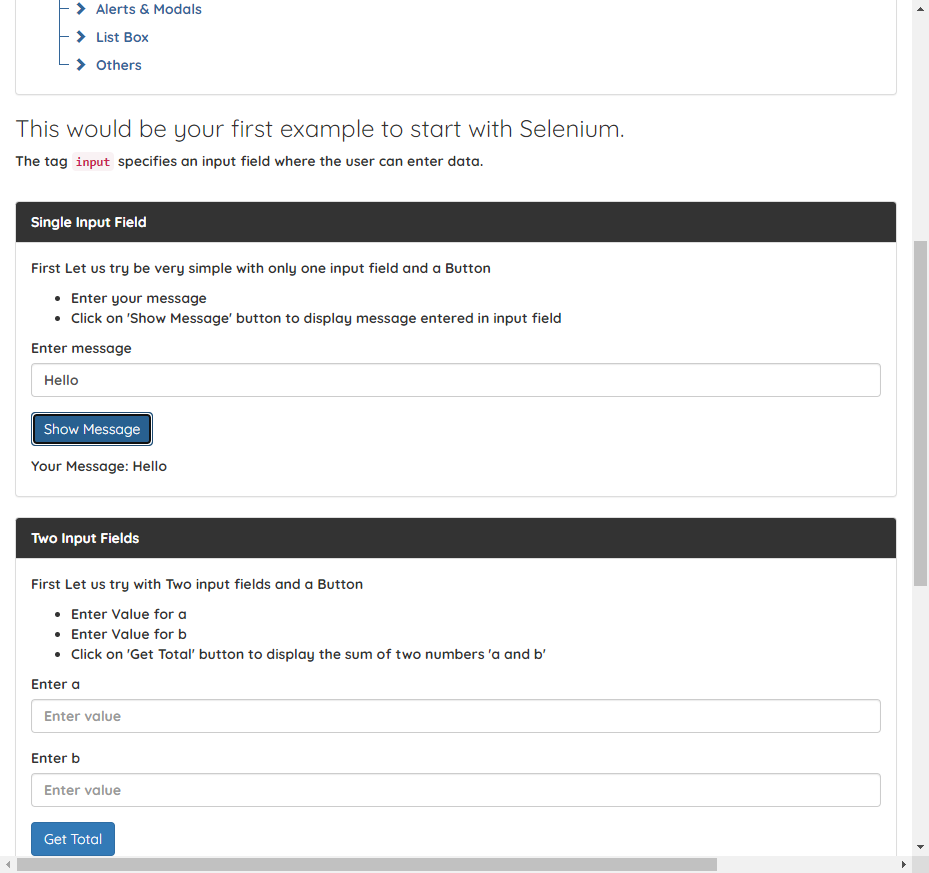 Alerts & Modals
List Box
Others
This would be your first example to start with Selenium.
The tag input specifies an input field where the user can enter data.
Single Input Field
First Let us try be very simple with only one input field and a Button
Enter your message
Click on 'Show Message' button to display message entered in input field
Enter message
Hello
Show Message
Your Message: Hello
Two Input Fields
First Let us try with Two input fields and a Button
Enter Value for a
Enter Value for b
Click on 'Get Total' button to display the sum of two numbers 'a and b'
Enter a
Enter value
Enter b
Enter value
Get Total